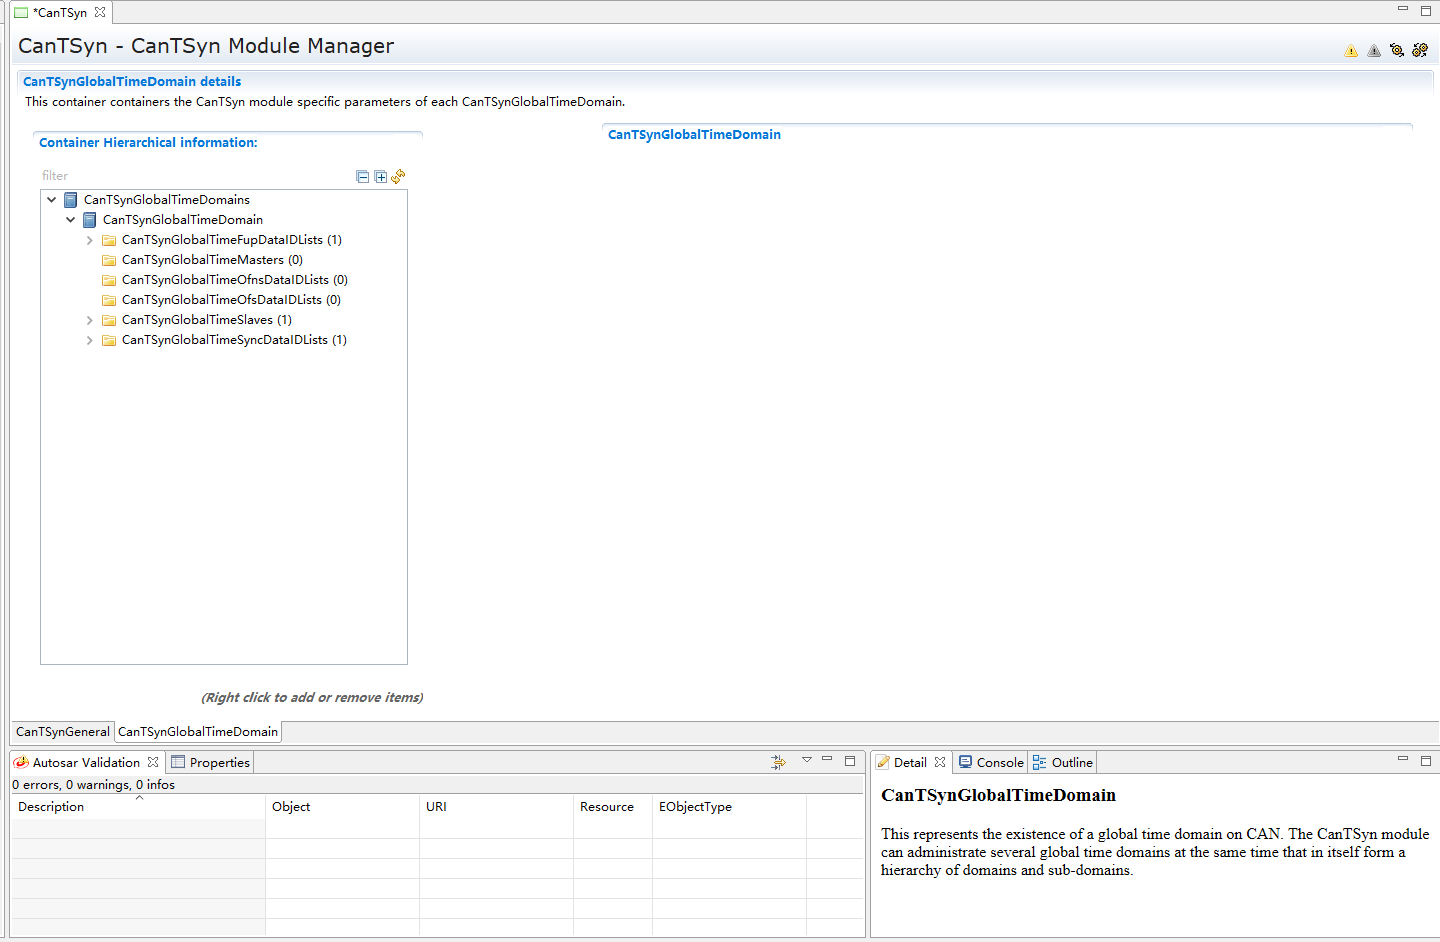 *CanTSyn
CanTSyn - CanTSyn Module Manager
CanTSynGlobalTimeDomain details
This container containers the CanTSyn module specific parameters of each CanTSynGlobalTimeDomain.
Container Hierarchical information:
CanTSynGlobalTimeDomain
filter
CanTSynGlobalTimeDomains
CanTSynGlobalTimeDomain
CanTSynGlobalTimeFupDataIDLists (1)
CanTSynGlobalTimeMasters (0)
CanTSynGlobalTimeOfnsDataIDLists (0)
CanTSynGlobalTimeOfsDataIDLists (0)
CanTSynGlobalTimeSlaves (1)
CanTSynGlobalTimeSyncDataIDLists (1)
(Right click to add or remove items)
CanTSynGeneral CanTSynGlobalTimeDomain
Autosar Validation Properties
0 errors, 0 warnings, 0 infos
Description Object URI Resource EObjectType
Detail Console Outline
CanTSynGlobalTimeDomain
This represents the existence of a global time domain on CAN. The CanTSyn module
can administrate several global time domains at the same time that in itself form a
hierarchy of domains and sub-domains.